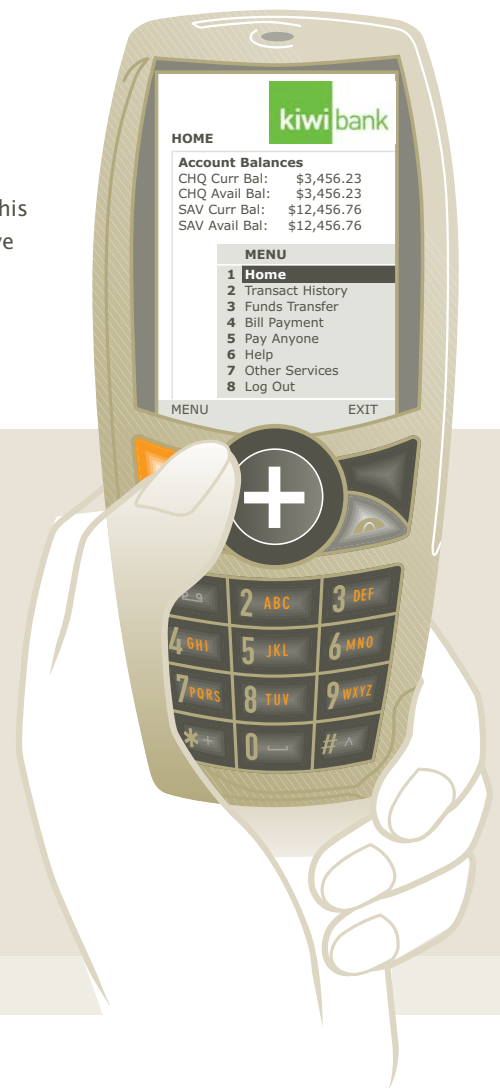 kiwi bank
HOME
Account Balances
CHQ Curr Bal: $3,456.23
CHQ Avail Bal: $3,456.23
SAV Curr Bal: $12,456.76
SAV Avail Bal: $12,456.76
his
MENU
1 Home
2 Transact History
3 Funds Transfer
4 Bill Payment
5 Pay Anyone
6 Help
7 Other Services
8 Log Out
MENU EXIT
2 ABC 3 DEF
4 GHI 5 JKL 6 MNO
7 PQRS 8 TUV 9 WXYZ
* + 0 # ^